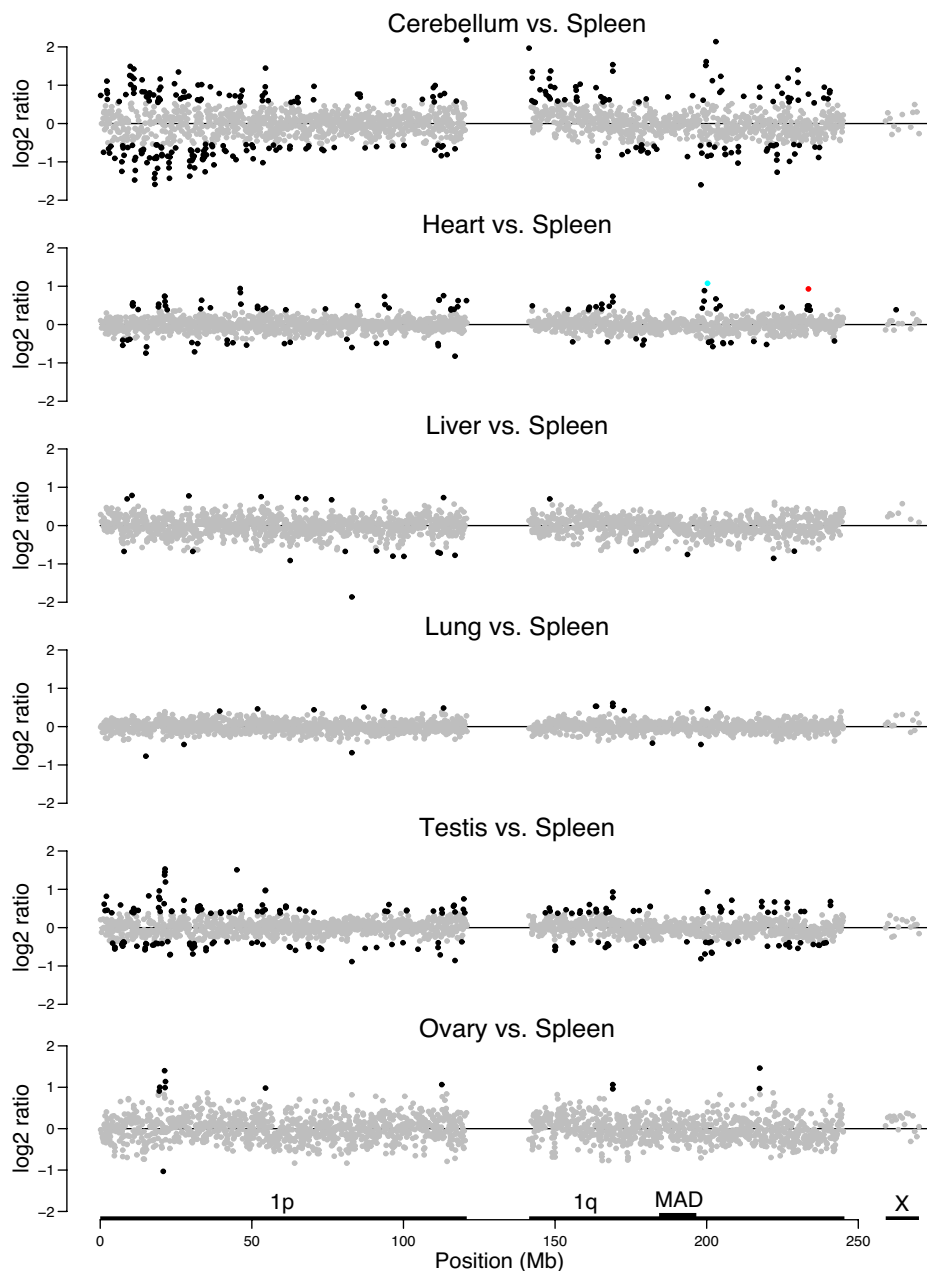 Cerebellum vs. Spleen
log2 ratio
2
1
0
−1
−2
Heart vs. Spleen
log2 ratio
2
1
0
−1
−2
Liver vs. Spleen
log2 ratio
2
1
0
−1
−2
Lung vs. Spleen
log2 ratio
2
1
0
−1
−2
Testis vs. Spleen
log2 ratio
2
1
0
−1
−2
Ovary vs. Spleen
log2 ratio
2
1
0
−1
−2
1p 1q MAD X
0 50 100 150 200 250
Position (Mb)